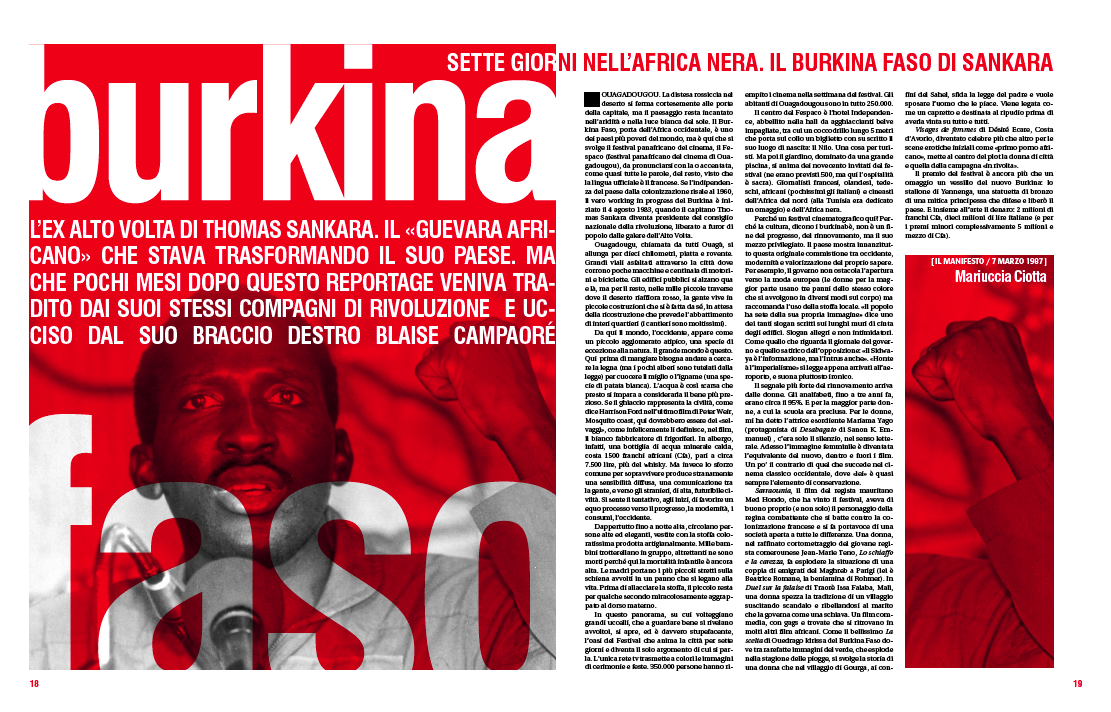 burkina
faso
SETTE GIORNI NELL'AFRICA NERA. IL BURKINA FASO DI SANKARA
L'EX ALTO VOLTA DI THOMAS SANKARA. IL «GUEVARA AFRI-
CANO» CHE STAVA TRASFORMANDO IL SUO PAESE. MA
CHE POCHI MESI DOPO QUESTO REPORTAGE VENIVA TRA-
DITO DAI SUOI STESSI COMPAGNI DI RIVOLUZIONE E UC-
CISO DAL SUO BRACCIO DESTRO BLAISE CAMPAORÉ
OUAGADOUGOU. La distesa rossiccia nel
deserto si ferma cortesemente alle porte
della capitale, ma il paesaggio resta incantato
nell'aridità e nella luce bianca del sole. Il Bur-
kina Faso, porta dell'Africa occidentale, è uno
dei paesi più poveri del mondo, ma è qui che si
svolge il festival panafricano del cinema, il Fe-
spaco (festival panafricano del cinema di Oua-
gadougou), da pronunciarsi con la o accentata,
come quasi tutte le parole, del resto, visto che
la lingua ufficiale è il francese. Se l'indipenden-
za del paese dalla colonizzazione risale al 1960,
il vero working in progress del Burkina è ini-
ziato il 4 agosto 1983, quando il capitano Tho-
mas Sankara diventa presidente del consiglio
nazionale della rivoluzione, liberato a furor di
popolo dalle galere dell'Alto Volta.
Ouagadougu, chiamata da tutti Ouagà, si
allunga per dieci chilometri, piatta e rovente.
Grandi viali asfaltati attraverso la città dove
corrono poche macchine e centinaia di motori-
ni e biciclette. Gli edifici pubblici si alzano qua
e là, ma per il resto, nelle mille piccole traverse
dove il deserto riaffiora rosso, la gente vive in
piccole costruzioni che si è fatta da sé, in attesa
della ricostruzione che prevede l'abbattimento
di interi quartieri (i cantieri sono moltissimi).
Da qui il mondo, l'occidente, appare come
un piccolo agglomerato atipico, una specie di
eccezione alla natura. Il grande mondo è questo.
Qui prima di mangiare bisogna andare a cerca-
re la legna (ma i pochi alberi sono tutelati dalla
legge) per cuocere il miglio o l'igname (una spe-
cie di patata bianca). L'acqua è così scarsa che
presto si impara a considerarla il bene più pre-
zioso. Se il ghiaccio rappresenta la civiltà, come
dice Harrison Ford nell'ultimo film di Peter Weir,
Mosquito coast, qui dovrebbero essere dei «sel-
vaggi», come infelicemente li definisce, nel film,
il bianco fabbricatore di frigoriferi. In albergo,
infatti, una bottiglia di acqua minerale calda,
costa 1500 franchi africani (Cfa), pari a circa
7.500 lire, più del whisky. Ma invece lo sforzo
comune per sopravvivere produce stranamente
una sensibilità diffusa, una comunicazione tra
la gente, e verso gli stranieri, di alta, futuribile ci-
viltà. Si sente il tentativo, agli inizi, di favorire un
equo processo verso il progresso, la modernità, i
consumi, l'occidente.
Dappertutto fino a notte alta, circolano per-
sone alte ed eleganti, vestite con la stoffa colo-
ratissima prodotta artigianalmente. Mille bam-
bini trotterellano in gruppo, altrettanti ne sono
morti perché qui la mortalità infantile è ancora
alta. Le madri portano i più piccoli stretti sulla
schiena avvolti in un panno che si legano alla
vita. Prima di allacciare la stoffa, il piccolo resta
per qualche secondo miracolosamente aggrap-
pato al dorso materno.
In questo panorama, su cui volteggiano
grandi uccelli, che a guardare bene si rivelano
avvoltoi, si apre, ed è davvero stupefacente,
l'oasi del Festival che anima la città per sette
giorni e diventa il solo argomento di cui si par-
la. L'unica rete tv trasmette a colori le immagini
di cerimonie e feste. 350.000 persone hanno ri-
empito i cinema nella settimana del festival. Gli
abitanti di Ouagadougou sono in tutto 250.000.
Il centro del Fespaco è l'hotel Independen-
ce, abbellito nella hall da agghiaccianti belve
impagliate, tra cui un coccodrillo lungo 5 metri
che porta sul collo un biglietto con su scritto il
suo luogo di nascita: il Nilo. Una cosa per turi-
sti. Ma poi il giardino, dominato da una grande
piscina, si anima dei novecento invitati del fe-
stival (ne erano previsti 500, ma qui l'ospitalità
è sacra). Giornalisti francesi, olandesi, tede-
schi, africani (pochissimi gli italiani) e cineasti
dell'Africa del nord (alla Tunisia era dedicato
un omaggio) e dell'Africa nera.
Perché un festival cinematografico qui? Per-
ché la cultura, dicono i burkinabè, non è un fi-
ne del progresso, del rinnovamento, ma il suo
mezzo privilegiato. Il paese mostra innanzitut-
to questa originale commistione tra occidente,
modernità e valorizzazione del proprio sapere.
Per esempio, il governo non ostacola l'apertura
verso la moda europea (le donne per la mag-
gior parte usano tre panni dello stesso colore
che si avvolgono in diversi modi sul corpo) ma
raccomanda l'uso della stoffa locale. «Il popolo
ha sete della sua propria immagine» dice uno
dei tanti slogan scritti sui lunghi muri di cinta
degli edifici. Slogan allegri e non intimidatori.
Come quello che riguarda il giornale del gover-
no e quello satirico dell'opposizione: «il Sidwa-
ya è l'informazione, ma l'Intrus anche». «Honte
à l'imperialisme» si legge appena arrivati all'ae-
roporto, e suona piuttosto ironico.
Il segnale più forte del rinnovamento arriva
dalle donne. Gli analfabeti, fino a tre anni fa,
erano circa il 95%. E per la maggior parte don-
ne, a cui la scuola era preclusa. Per le donne,
mi ha detto l'attrice esordiente Mariama Yago
(protagonista di Desabagato di Sanon K. Em-
manuel) , c'era solo il silenzio, nel senso lette-
rale. Adesso l'immagine femminile è diventata
l'equivalente del nuovo, dentro e fuori i film.
Un po' il contrario di quel che succede nel ci-
nema classico occidentale, dove «lei» è quasi
sempre l'elemento di conservazione.
Sarraounia, il film del regista mauritano
Med Hondo, che ha vinto il festival, aveva di
buono proprio (e non solo) il personaggio della
regina combattente che si batte contro la co-
lonizzazione francese e si fa portavoce di una
società aperta a tutte le differenze. Una donna,
nel raffinato cortometraggio del giovane regi-
sta camerounese Jean-Marie Teno, Lo schiaffo
e la carezza, fa esplodere la situazione di una
coppia di emigrati del Maghreb a Parigi (lei è
Beatrice Romane, la beniamina di Rohmer). In
Duel sur la falaise di Traorè Issa Falaba, Mali,
una donna spezza la tradizione di un villaggio
suscitando scandalo e ribellandosi al marito
che la governa come una schiava. Un film com-
media, con gags e trovate che si ritrovano in
molti altri film africani. Come il bellissimo La
scelta di Ouedrago Idrissa del Burkina Faso do-
ve tra rarefatte immagini del verde, che esplode
nella stagione delle piogge, si svolge la storia di
una donna che nel villaggio di Gourga, ai con-
fini del Sahel, sfida la legge del padre e vuole
sposare l'uomo che le piace. Viene legata co-
me un capretto e destinata al ripudio prima di
averla vinta su tutto e tutti.
Visages de femmes di Désiré Ecare, Costa
d'Avorio, diventato celebre più che altro per le
scene erotiche iniziali come «primo porno afri-
cano», mette al centro del plot la donna di città
e quella della campagna «in rivolta».
Il premio del festival è ancora più che un
omaggio un vessillo del nuovo Burkina: lo
stallone di Yennenga, una statuetta di bronzo
di una mitica principessa che difese e liberò il
paese. E insieme all'arte il denaro: 2 milioni di
franchi Cfa, dieci milioni di lire italiane (e per
i premi minori complessivamente 5 milioni e
mezzo di Cfa).
[IL MANIFESTO / 7 MARZO 1987]
Mariuccia Ciotta
18
19